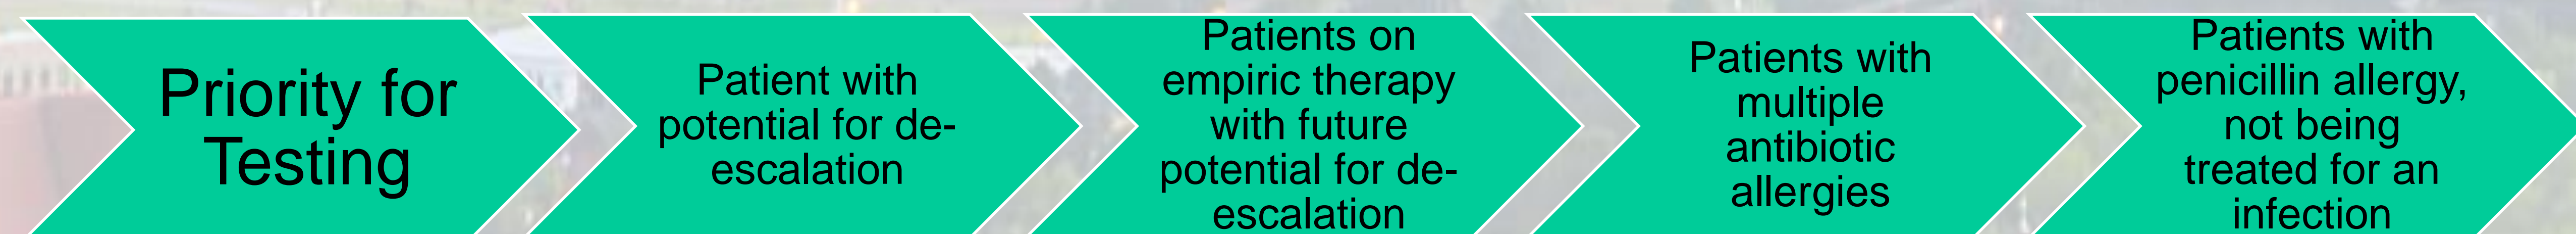 Priority for
Testing
Patient with
potential for de-
escalation
Patients on
empiric therapy
with future
potential for de-
escalation
Patients with
multiple
antibiotic
allergies
Patients with
penicillin allergy,
not being
treated for an
infection